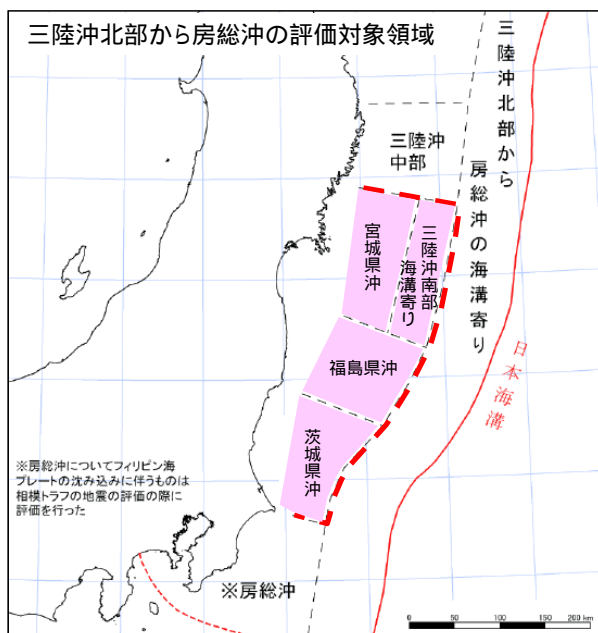 三陸沖北部から房総沖の評価対象領域
三陸沖北部から
房総沖の海溝寄り
三陸沖
中部
宮城県沖
三陸沖南部
海溝寄り
福島県沖
茨城県沖
日本海溝
※房総沖についてフィリピン海
プレートの沈み込みに伴うものは
相模トラフの地震の評価の際に
評価を行った
※房総沖
0 50 100 150 200 km